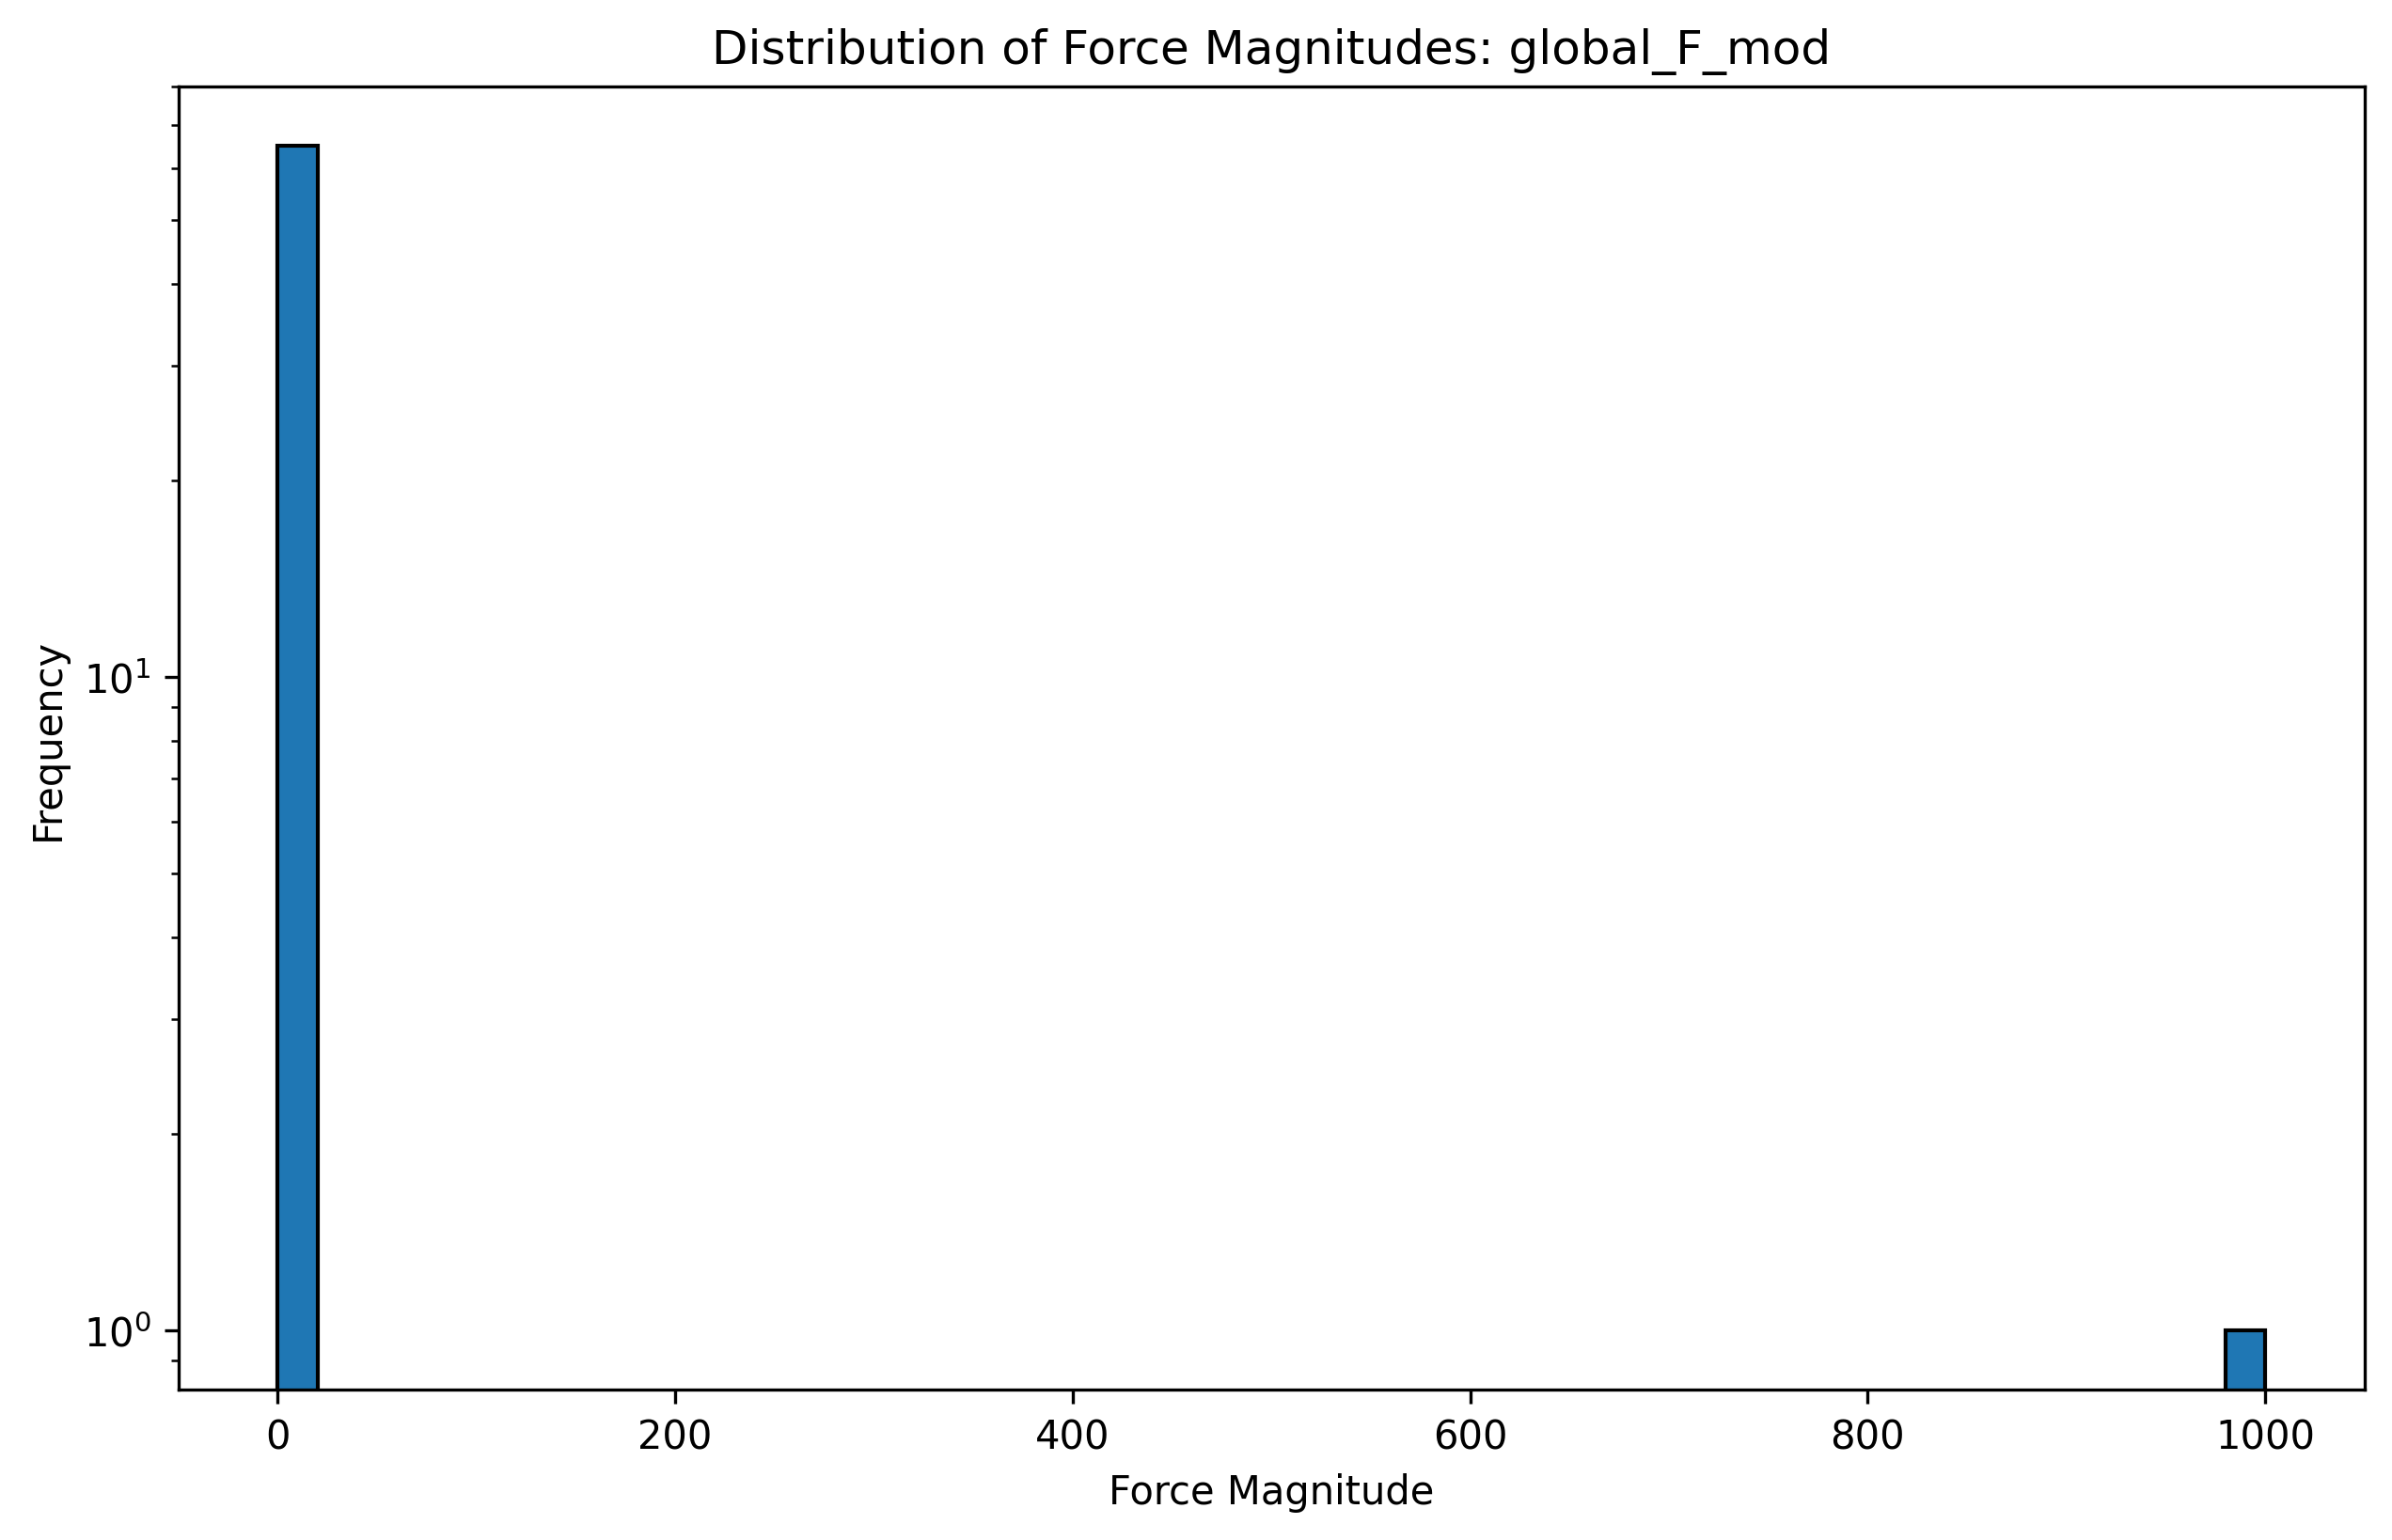 Distribution of Force Magnitudes: global_F_mod
Frequency
10¹
10⁰
0 200 400 600 800 1000
Force Magnitude